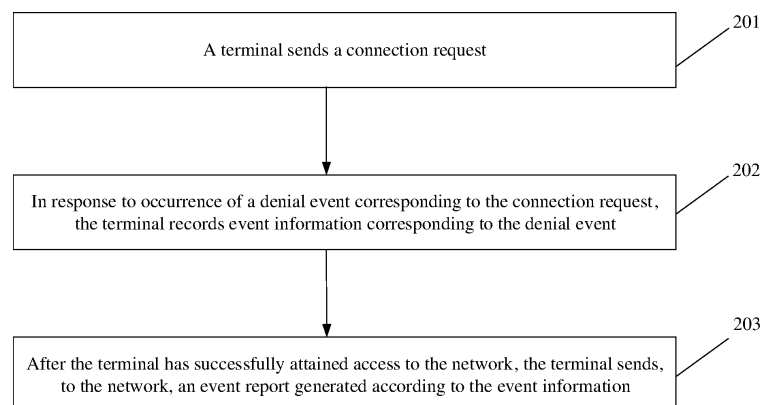 201
A terminal sends a connection request
202
In response to occurrence of a denial event corresponding to the connection request,
the terminal records event information corresponding to the denial event
203
After the terminal has successfully attained access to the network, the terminal sends,
to the network, an event report generated according to the event information